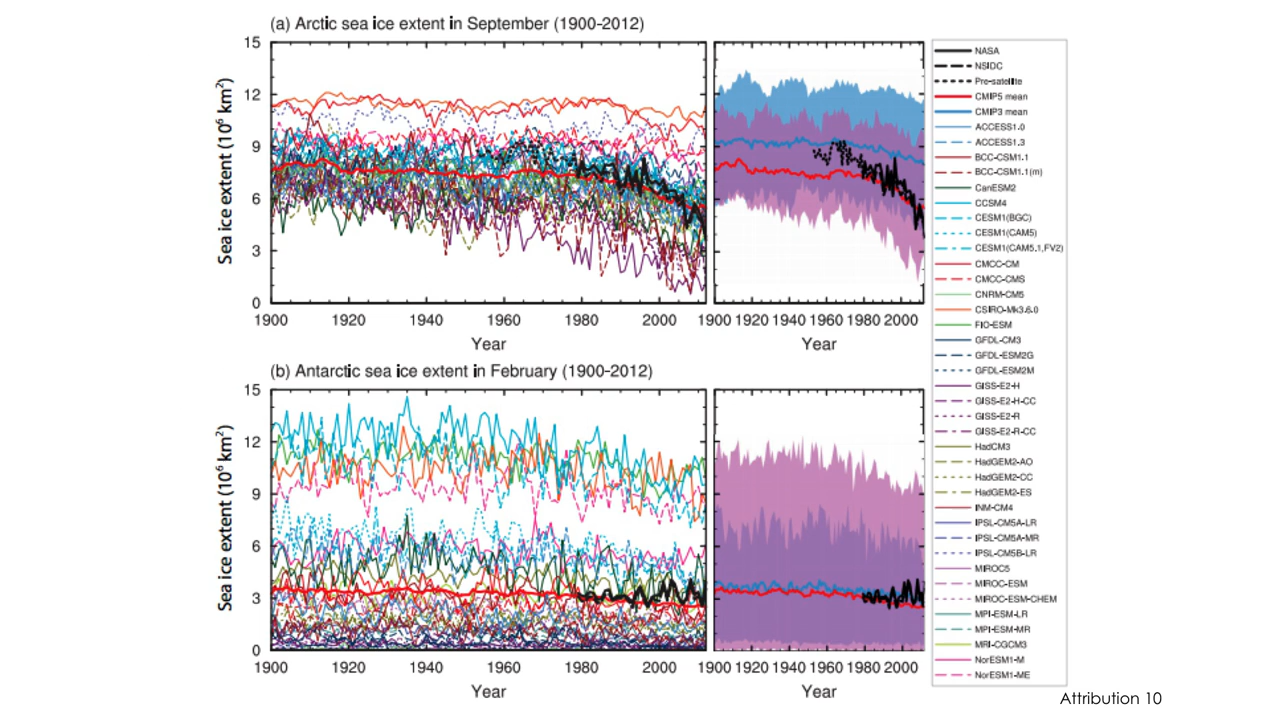 (a) Arctic sea ice extent in September (1900-2012)
Sea ice extent (10⁶ km²)
15
12
9
6
3
0
1900 1920 1940 1960 1980 2000
Year
1900 1920 1940 1960 1980 2000
Year
(b) Antarctic sea ice extent in February (1900-2012)
Sea ice extent (10⁶ km²)
15
12
9
6
3
0
1900 1920 1940 1960 1980 2000
Year
1900 1920 1940 1960 1980 2000
Year
NASA
NSIDC
Pre-satellite
CMIP5 mean
CMIP3 mean
ACCESS1.0
ACCESS1.3
BCC-CSM1.1
BCC-CSM1.1(m)
CanESM2
CCSM4
CESM1(BGC)
CESM1(CAM5)
CESM1(CAM5.1,FV2)
CMCC-CM
CMCC-CMS
CNRM-CM5
CSIRO-Mk3.6.0
FIO-ESM
GFDL-CM3
GFDL-ESM2G
GFDL-ESM2M
GISS-E2-H
GISS-E2-H-CC
GISS-E2-R
GISS-E2-R-CC
HadCM3
HadGEM2-AO
HadGEM2-CC
HadGEM2-ES
INM-CM4
IPSL-CM5A-LR
IPSL-CM5A-MR
IPSL-CM5B-LR
MIROC5
MIROC-ESM
MIROC-ESM-CHEM
MPI-ESM-LR
MPI-ESM-MR
MRI-CGCM3
NorESM1-M
NorESM1-ME
Attribution 10